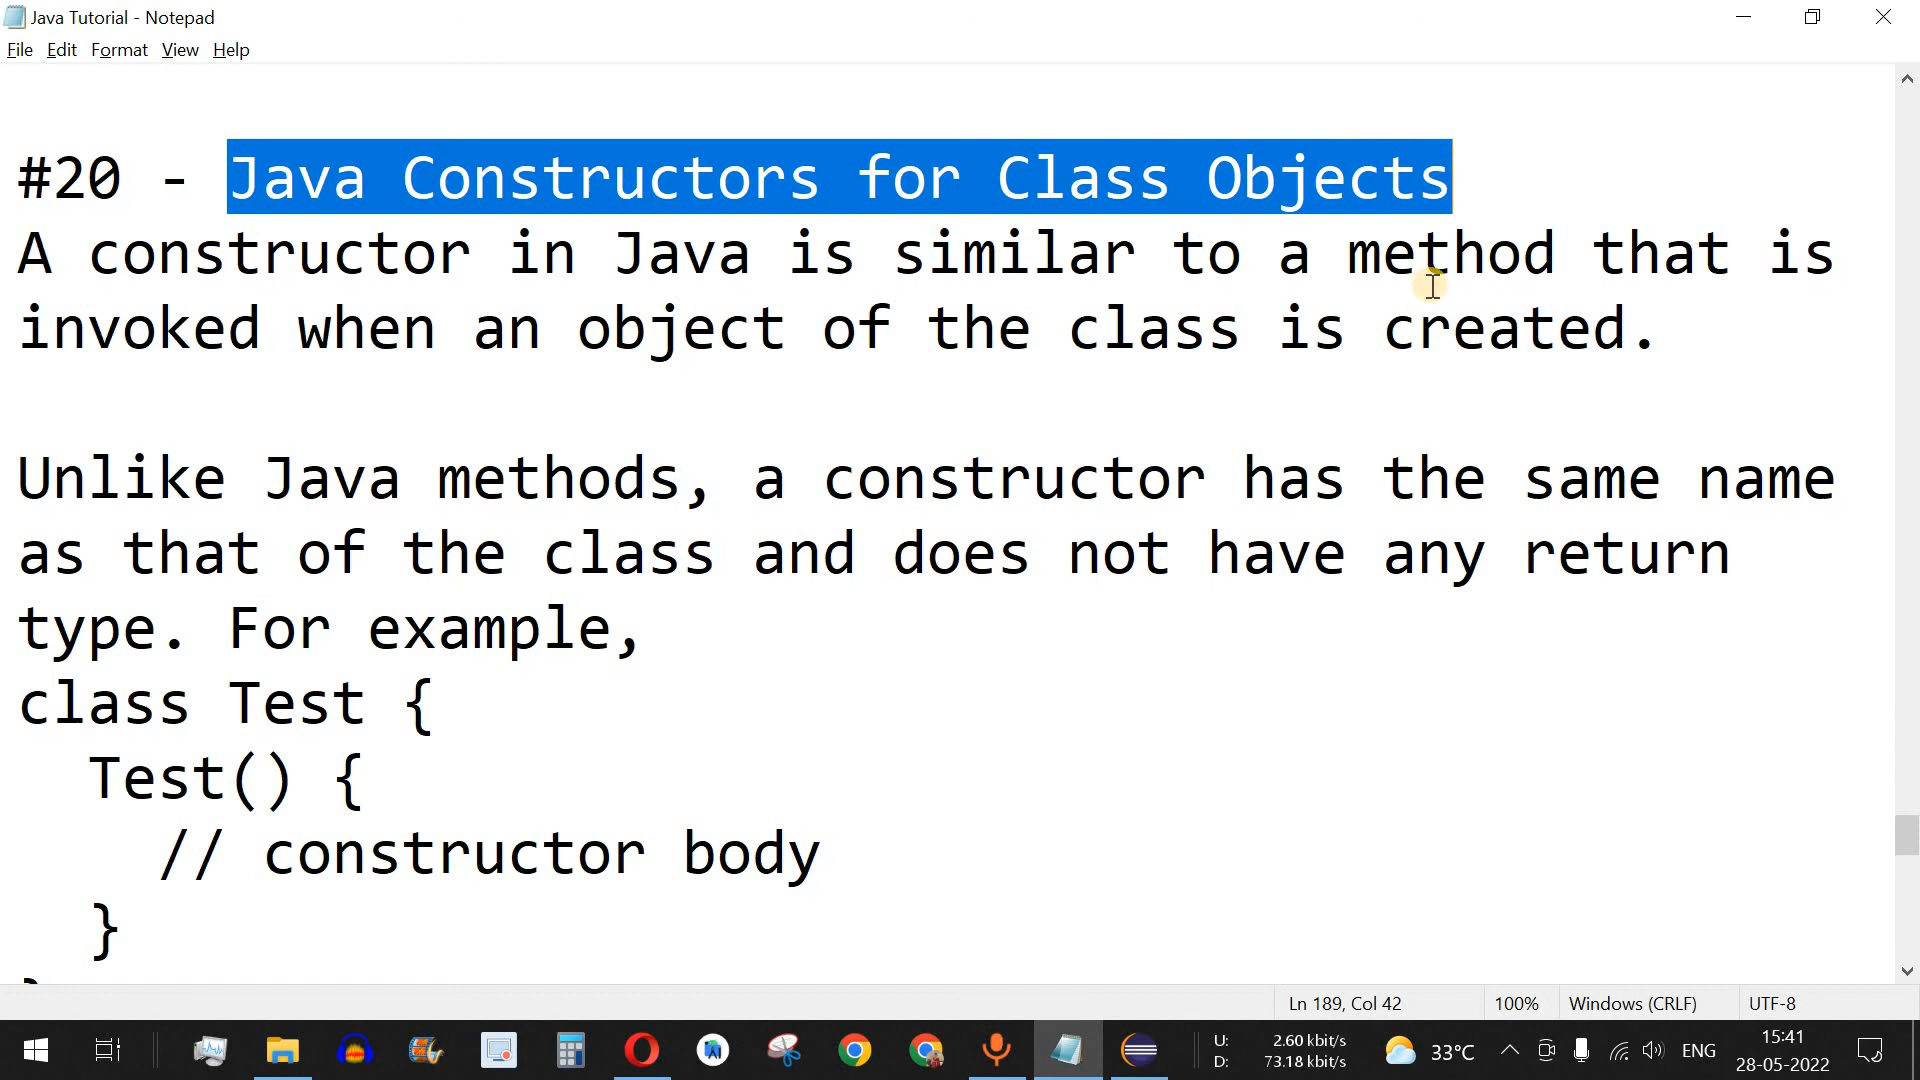 Java Tutorial - Notepad
File Edit Format View Help
#20 - Java Constructors for Class Objects
A constructor in Java is similar to a method that is
invoked when an object of the class is created.
Unlike Java methods, a constructor has the same name
as that of the class and does not have any return
type. For example,
class Test {
Test() {
// constructor body
}
Ln 189, Col 42 100% Windows (CRLF) UTF-8
U: 2.60 kbit/s
D: 73.18 kbit/s
33°C
ENG
15:41
28-05-2022